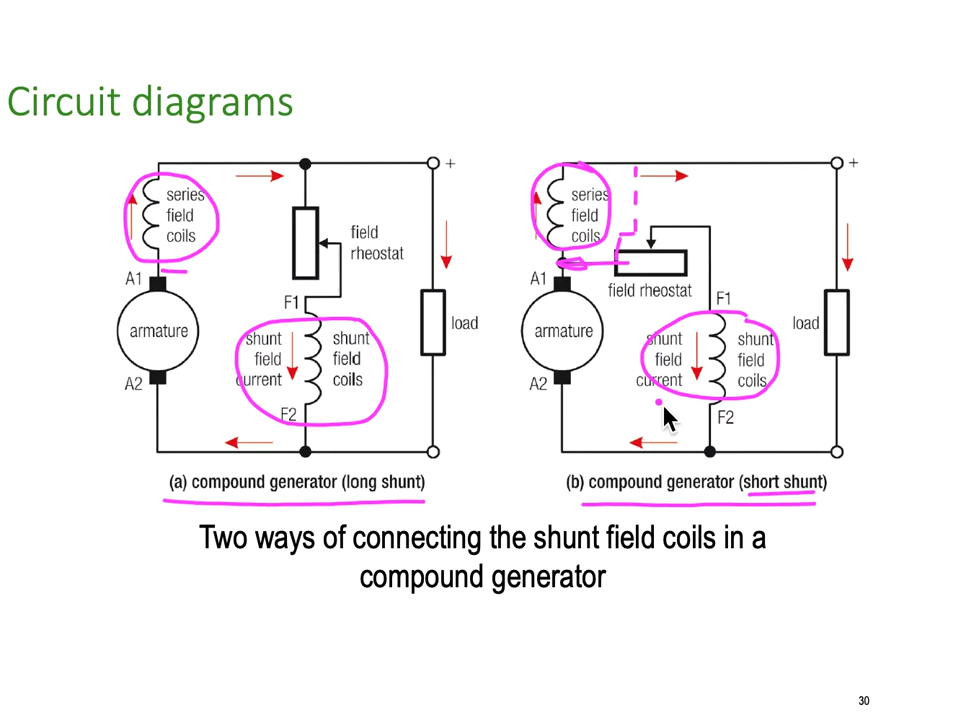 Circuit diagrams
+
series
field
coils
field
rheostat
A1
F1
armature
load
shunt
field
current
shunt
field
coils
A2
F2
(a) compound generator (long shunt)
+
series
field
coils
A1
field rheostat
F1
armature
load
shunt
field
current
shunt
field
coils
A2
F2
(b) compound generator (short shunt)
Two ways of connecting the shunt field coils in a
compound generator
30